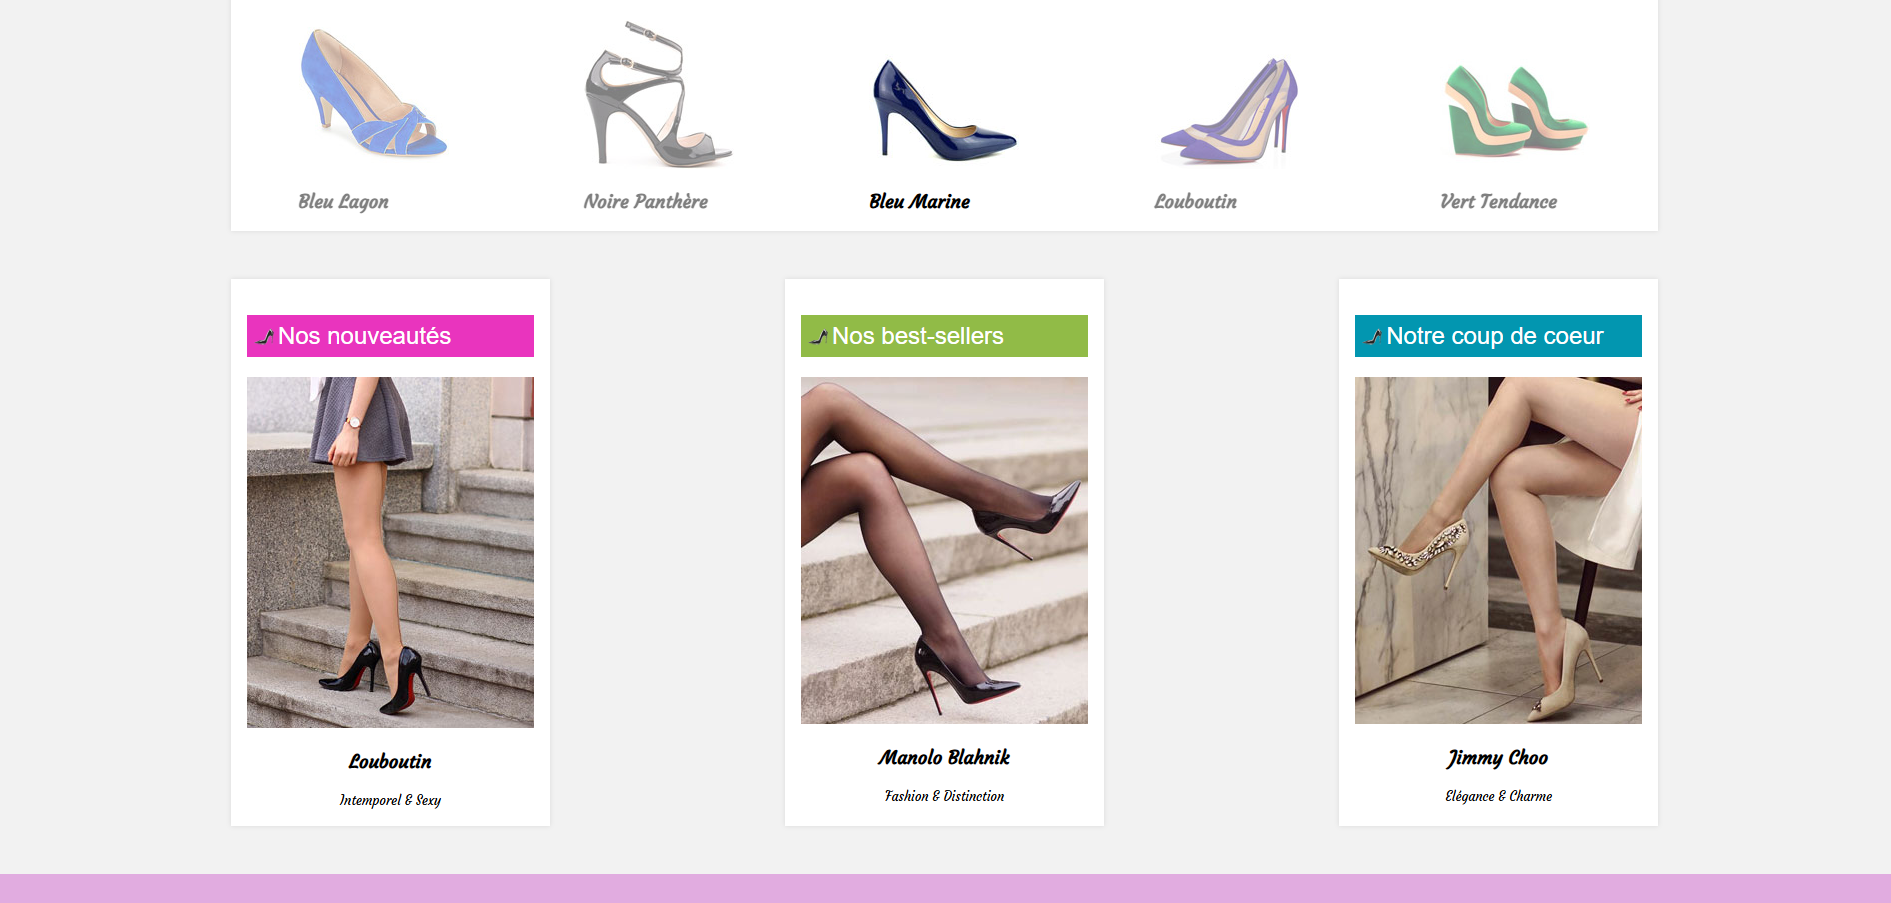 Bleu Lagon
Noire Panthère
Bleu Marine
Louboutin
Vert Tendance
Nos nouveautés
Louboutin
Intemporel & Sexy
Nos best-sellers
Manolo Blahnik
Fashion & Distinction
Notre coup de coeur
Jimmy Choo
Elégance & Charme